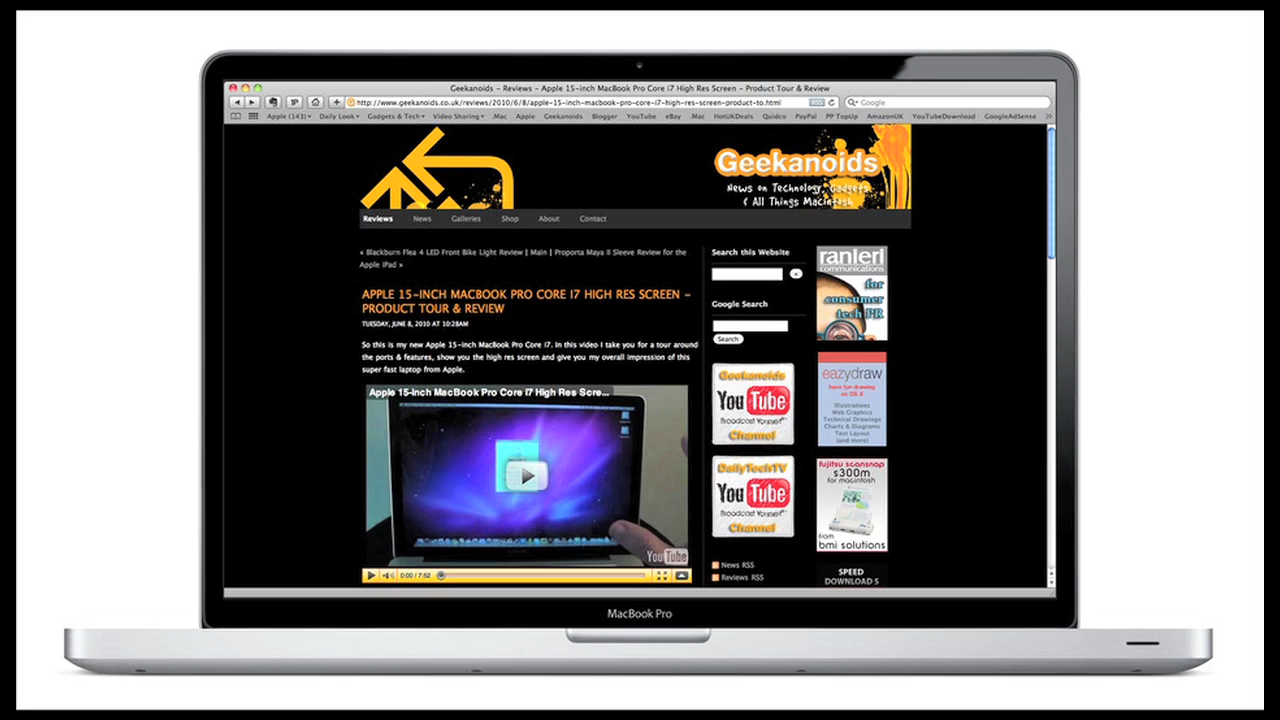 Geekanoids - Reviews - Apple 15-inch MacBook Pro Core i7 High Res Screen - Product Tour & Review
http://www.geekanoids.co.uk/reviews/2010/6/8/apple-15-inch-macbook-pro-core-i7-high-res-screen-product-to.html RSS Google
Apple (143) Daily Look Gadgets & Tech Video Sharing .Mac Apple Geekanoids Blogger YouTube eBay .Mac HotUKDeals Quidco PayPal PP TopUp AmazonUK YouTubeDownload GoogleAdSense »
Geekanoids
News on Technology, Gadgets
& All Things Macintosh
Reviews News Galleries Shop About Contact
« Blackburn Flea 4 LED Front Bike Light Review | Main | Proporta Maya II Sleeve Review for the
Apple iPad »
APPLE 15-INCH MACBOOK PRO CORE I7 HIGH RES SCREEN -
PRODUCT TOUR & REVIEW
TUESDAY, JUNE 8, 2010 AT 10:28AM
So this is my new Apple 15-inch MacBook Pro Core i7. In this video I take you for a tour around
the ports & features, show you the high res screen and give you my overall impression of this
super fast laptop from Apple.
Apple 15-inch MacBook Pro Core i7 High Res Scre...
YouTube
0:00 / 7:52
Search this Website
Google Search
Search
Geekanoids
YouTube
Broadcast Yourself
Channel
DailyTechTV
YouTube
Broadcast Yourself
Channel
News RSS
Reviews RSS
ranieri
communications
for
consumer
tech PR
eazydraw
have fun drawing
on OS X
Illustrations
Web Graphics
Technical Drawings
Charts & Diagrams
Text Layout
(and more)
fujitsu scansnap
s300m
for macintosh
from
bmi solutions
SPEED
DOWNLOAD 5
MacBook Pro